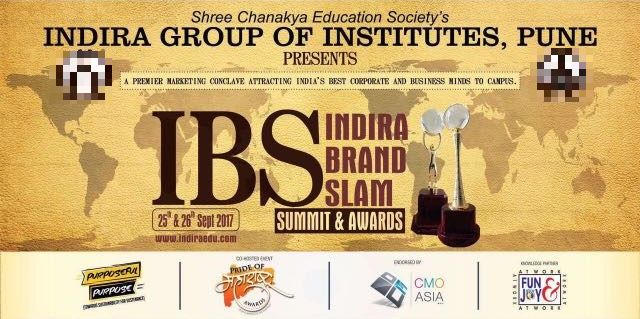 Shree Chanakya Education Society's
INDIRA GROUP OF INSTITUTES, PUNE
PRESENTS
A PREMIER MARKETING CONCLAVE ATTRACTING INDIA'S BEST CORPORATE AND BUSINESS MINDS TO CAMPUS.
IBS
INDIRA
BRAND
SLAM
SUMMIT & AWARDS
25th & 26th Sept 2017
www.indiraedu.com
PURPOSEFUL
PURPOSE
CO-HOSTED EVENT
PRIDE OF
महाराष्ट्र
AWARDS
ENDORSED BY
CMO
ASIA
KNOWLEDGE PARTNER
AT WORK
FUN &
JOY
AT WORK